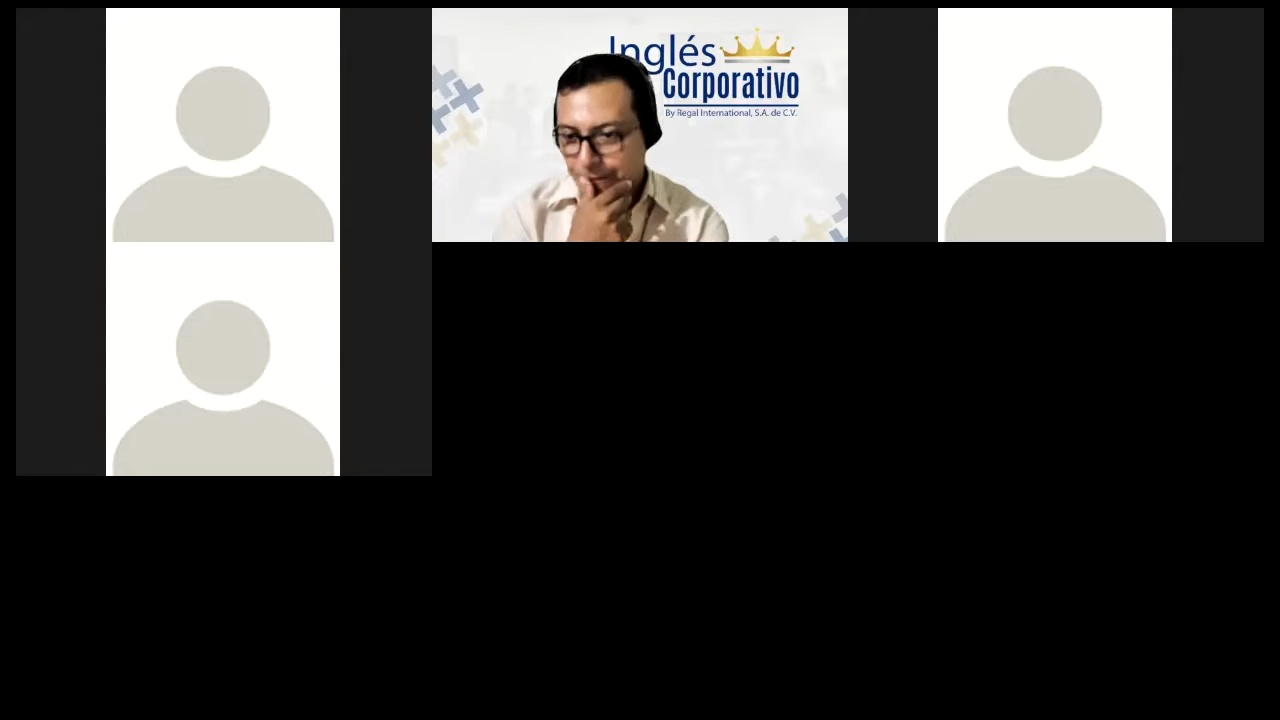 Inglés
Corporativo
By Regal International, S.A. de C.V.